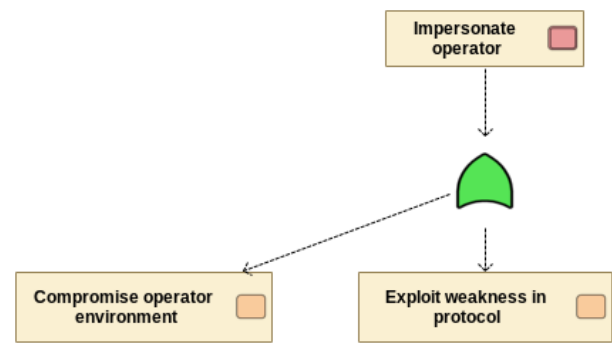 Impersonate
operator
Compromise operator
environment
Exploit weakness in
protocol